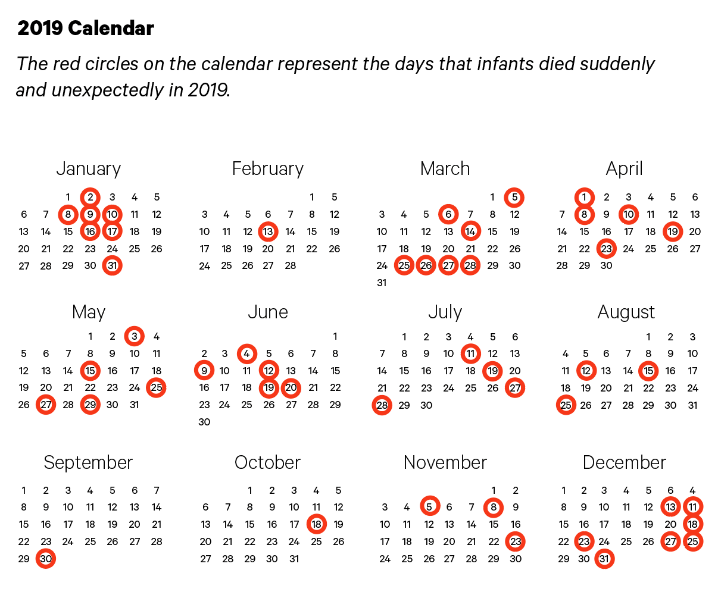 2019 Calendar
The red circles on the calendar represent the days that infants died suddenly
and unexpectedly in 2019.
January
1 2 3 4 5
6 7 8 9 10 11 12
13 14 15 16 17 18 19
20 21 22 23 24 25 26
27 28 29 30 31
February
1 5
3 4 5 6 7 8 12
10 11 12 13 14 15 19
17 18 19 20 21 22 26
24 25 26 27 28
March
1 5
3 4 5 6 7 8 12
10 11 12 13 14 15 19
17 18 19 20 21 22 26
24 25 26 27 28 29 30
31
April
1 2 3 4 5 6
7 8 9 10 11 12 13
14 15 16 17 18 19 20
21 22 23 24 25 26 27
28 29 30
May
1 2 3 4
5 6 7 8 9 10 11
12 13 14 15 16 17 18
19 20 21 22 23 24 25
26 27 28 29 30 31
June
1
2 3 4 5 6 7 8
9 10 11 12 13 14 15
16 17 18 19 20 21 22
23 24 25 26 27 28 29
30
July
1 2 3 4 5 6
7 8 9 10 11 12 13
14 15 16 17 18 19 20
21 22 23 24 25 26 27
28 29 30
August
1 2 3
4 5 6 7 8 9 10
11 12 13 14 15 16 17
18 19 20 21 22 23 24
25 26 27 28 29 30 31
September
1 2 3 4 5 6 7
8 9 10 11 12 13 14
15 16 17 18 19 20 21
22 23 24 25 26 27 28
29 30
October
1 2 3 4 5
6 7 8 9 10 11 12
13 14 15 16 17 18 19
20 21 22 23 24 25 26
27 28 29 30 31
November
1 2
3 4 5 6 7 8 9
10 11 12 13 14 15 16
17 18 19 20 21 22 23
24 25 26 27 28 29 30
December
1 2 3 4 5 6 4
8 9 10 11 12 13 11
15 16 17 18 19 20 18
22 23 24 25 26 27 25
29 30 31